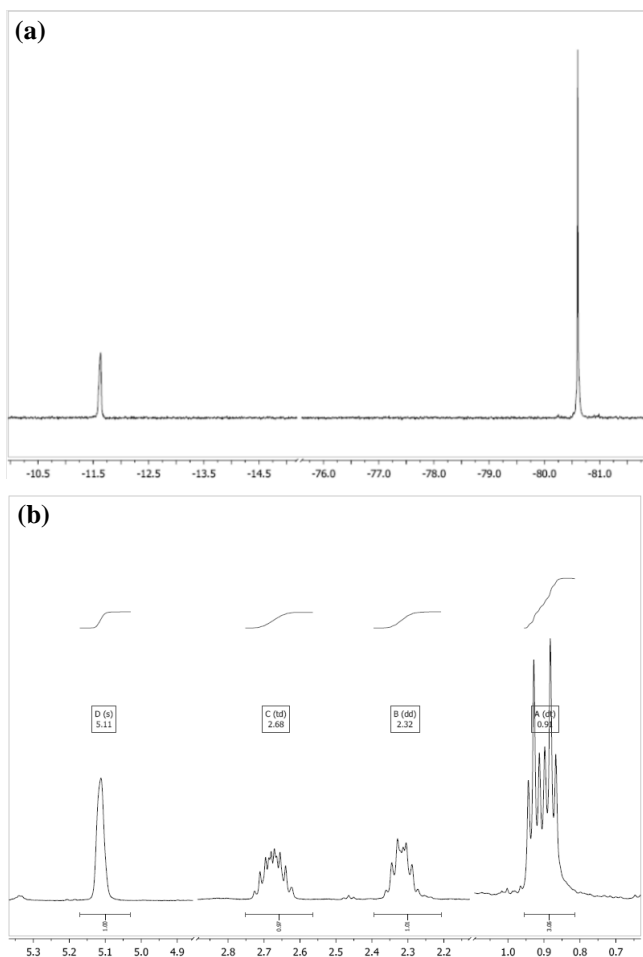 (a)
-10.5 -11.5 -12.5 -13.5 -14.5 -76.0 -77.0 -78.0 -79.0 -80.0 -81.0
(b)
D (s) C (td) B (dd) A (dt)
5.11 2.68 2.32 0.91
1.00 0.97 1.01 3.05
5.3 5.2 5.1 5.0 4.9 2.8 2.7 2.6 2.5 2.4 2.3 2.2 1.0 0.9 0.8 0.7